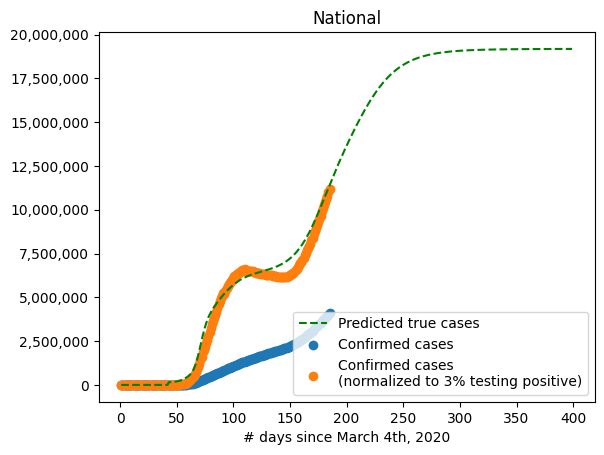 National
20,000,000
17,500,000
15,000,000
12,500,000
10,000,000
7,500,000
5,000,000
2,500,000
0
Predicted true cases
Confirmed cases
Confirmed cases
(normalized to 3% testing positive)
0 50 100 150 200 250 300 350 400
# days since March 4th, 2020